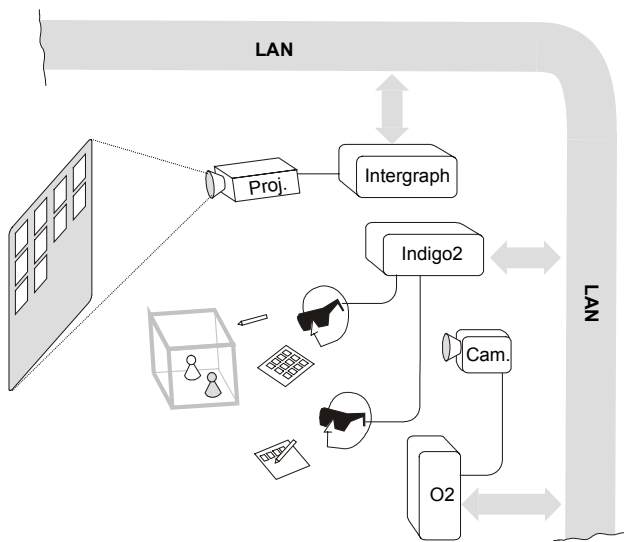 LAN
Proj.
Intergraph
Indigo2
LAN
Cam.
O2